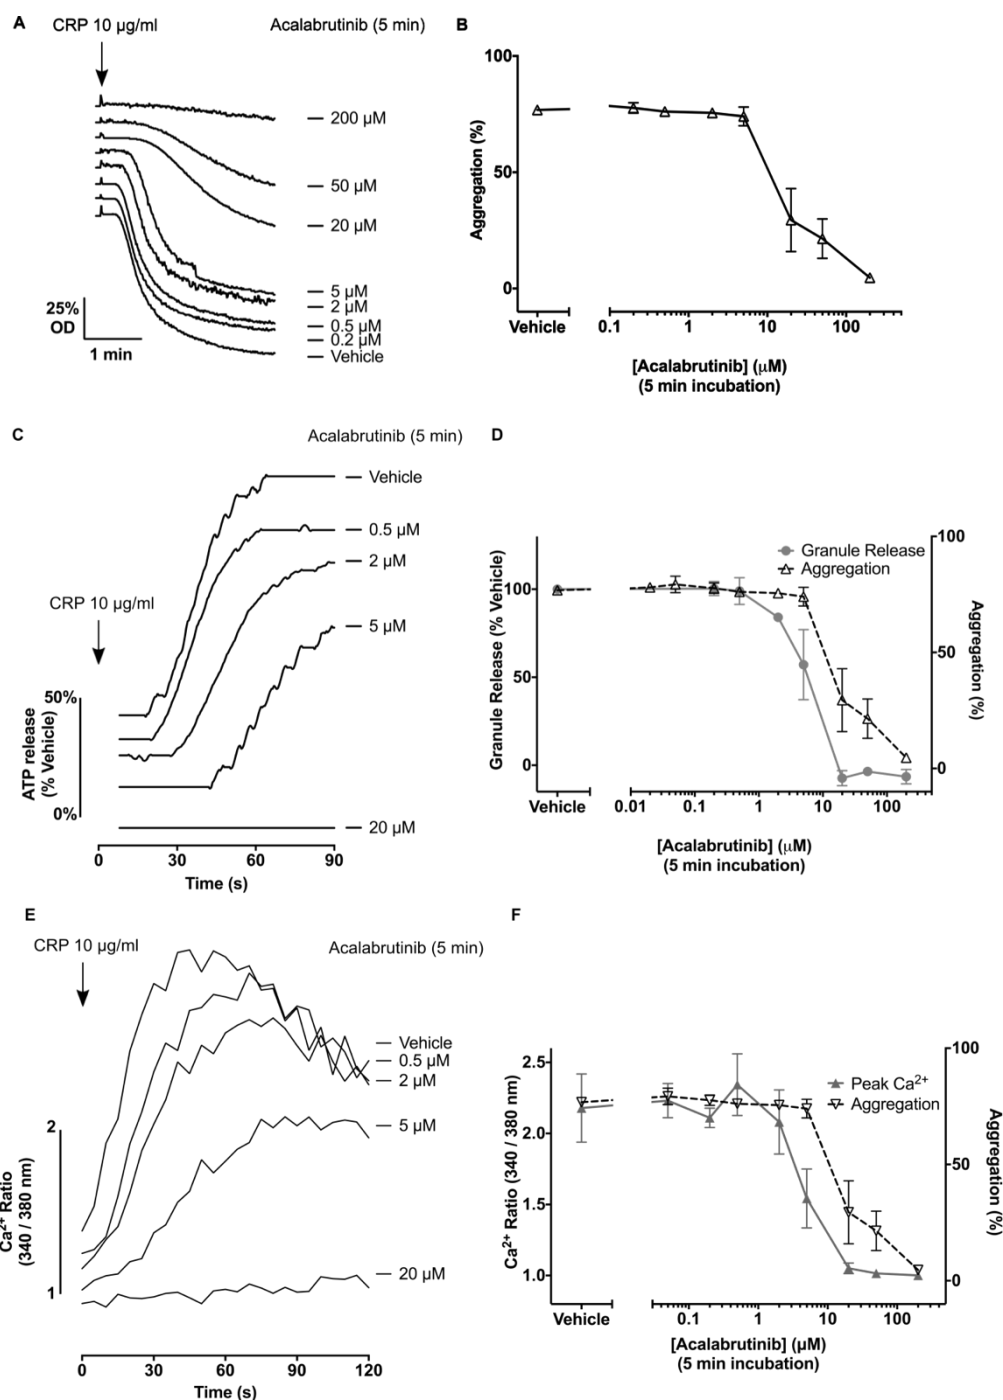 A
CRP 10 µg/ml
Acalabrutinib (5 min)
200 µM
50 µM
20 µM
5 µM
2 µM
0.5 µM
0.2 µM
Vehicle
25%
OD
1 min
B
Aggregation (%)
100
50
0
Vehicle
0.1
1
10
100
[Acalabrutinib] (µM)
(5 min incubation)
C
Acalabrutinib (5 min)
Vehicle
0.5 µM
2 µM
5 µM
20 µM
CRP 10 µg/ml
50%
0%
ATP release
(% Vehicle)
0
30
60
90
Time (s)
D
Granule Release (% Vehicle)
100
50
0
Granule Release
Aggregation
100
50
0
Aggregation (%)
Vehicle
0.01
0.1
1
10
100
[Acalabrutinib] (µM)
(5 min incubation)
E
CRP 10 µg/ml
Acalabrutinib (5 min)
Vehicle
0.5 µM
2 µM
5 µM
20 µM
2
1
Ca²⁺ Ratio
(340 / 380 nm)
0
30
60
90
120
Time (s)
F
Ca²⁺ Ratio (340 / 380 nm)
2.5
2.0
1.5
1.0
Peak Ca²⁺
Aggregation
100
50
0
Aggregation (%)
Vehicle
0.1
1
10
100
[Acalabrutinib] (µM)
(5 min incubation)